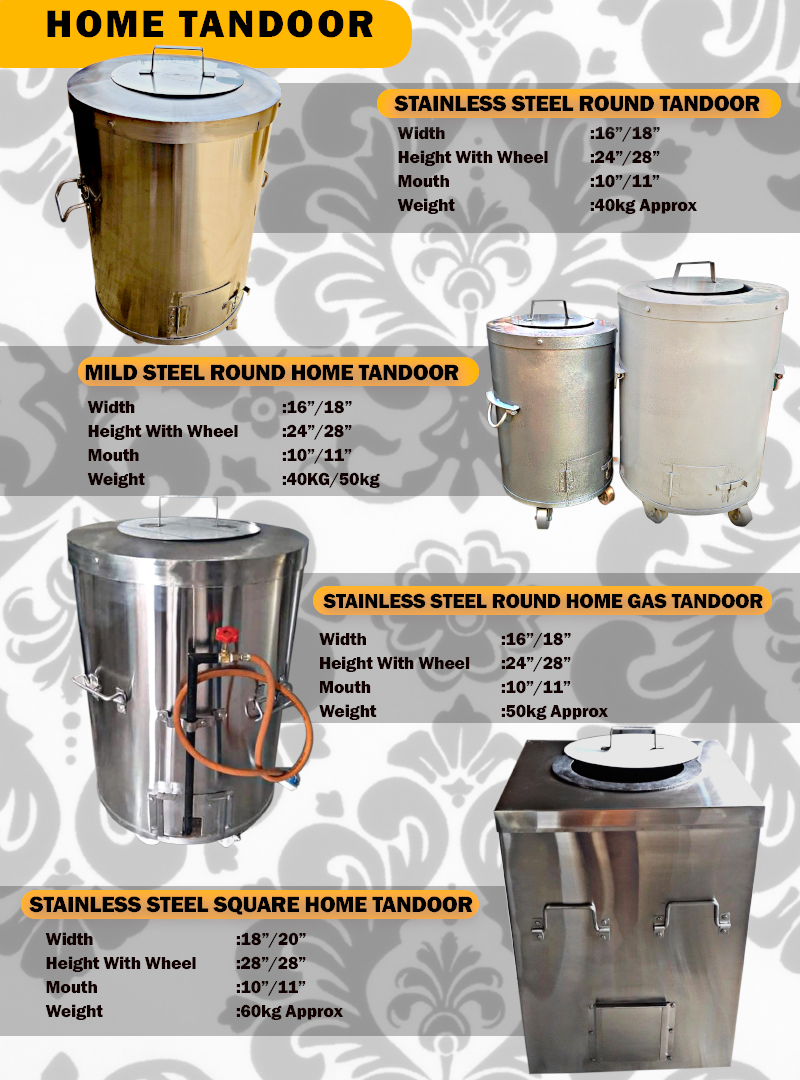 HOME TANDOOR
STAINLESS STEEL ROUND TANDOOR
Width :16”/18”
Height With Wheel :24”/28”
Mouth :10”/11”
Weight :40kg Approx
MILD STEEL ROUND HOME TANDOOR
Width :16”/18”
Height With Wheel :24”/28”
Mouth :10”/11”
Weight :40KG/50kg
STAINLESS STEEL ROUND HOME GAS TANDOOR
Width :16”/18”
Height With Wheel :24”/28”
Mouth :10”/11”
Weight :50kg Approx
STAINLESS STEEL SQUARE HOME TANDOOR
Width :18”/20”
Height With Wheel :28”/28”
Mouth :10”/11”
Weight :60kg Approx